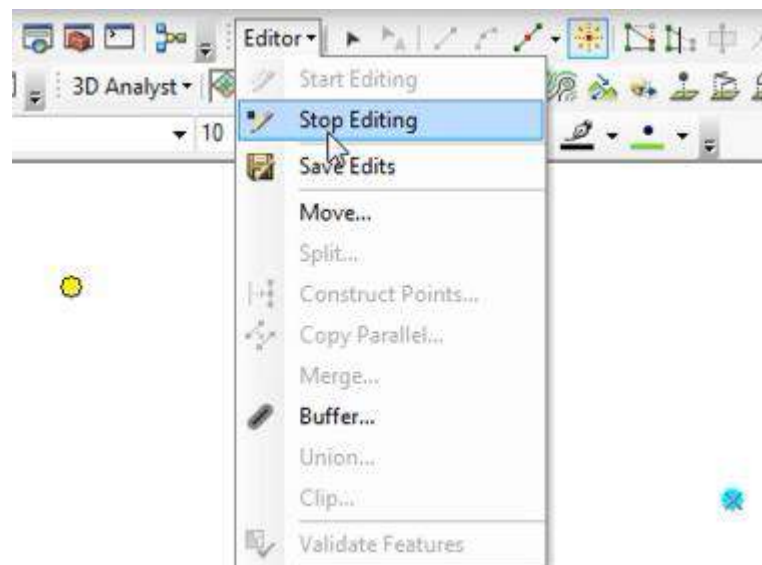 Editor
3D Analyst
10
Start Editing
Stop Editing
Save Edits
Move...
Split...
Construct Points...
Copy Parallel...
Merge...
Buffer...
Union...
Clip...
Validate Features